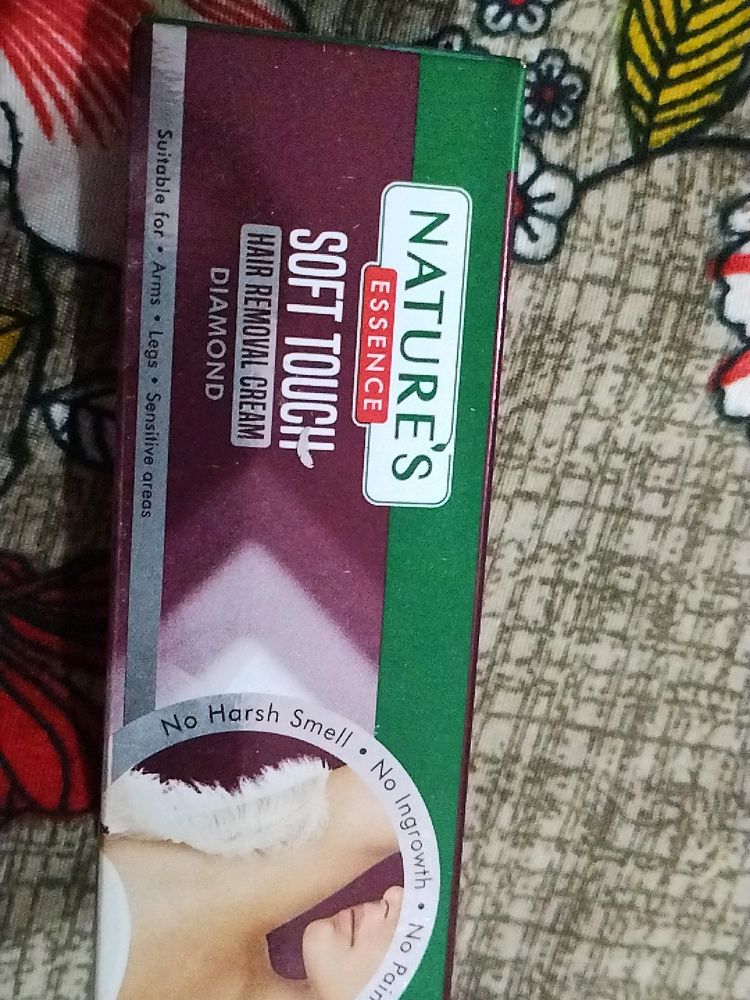 NATURE'S
ESSENCE
SOFT TOUCH
HAIR REMOVAL CREAM
DIAMOND
Suitable for • Arms • Legs • Sensitive areas
No Harsh Smell • No Ingrowth • No Pain